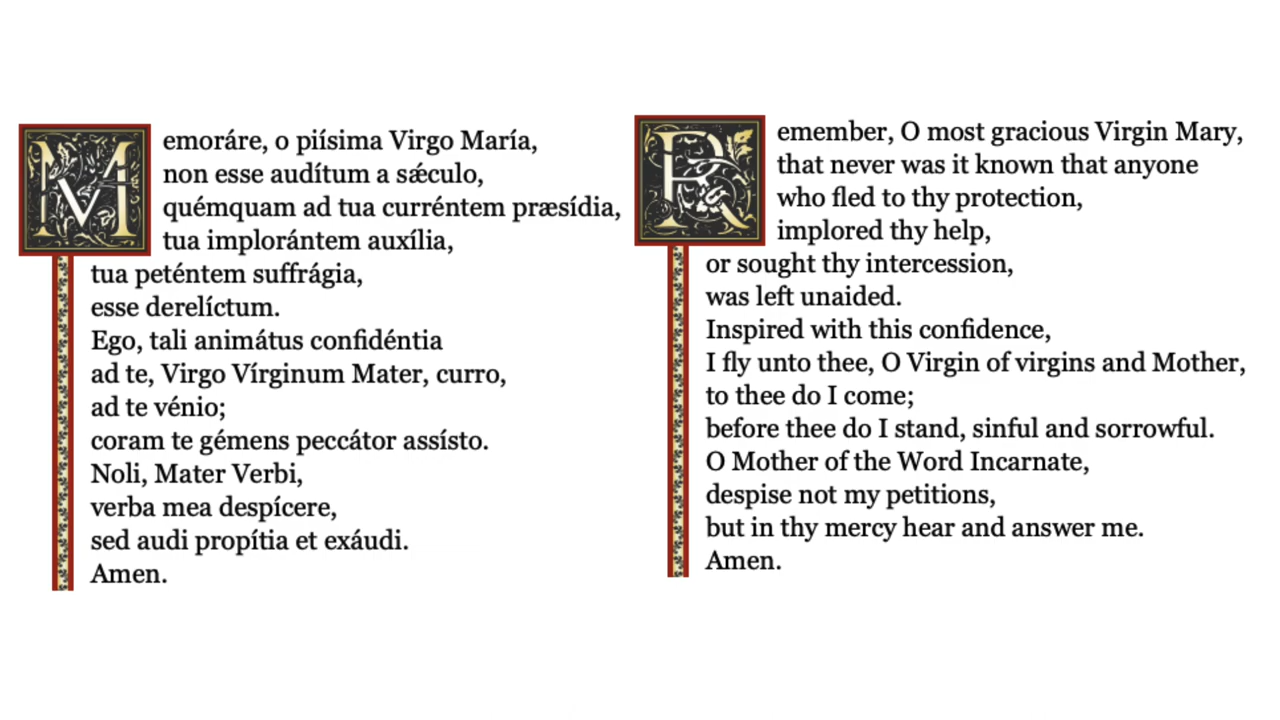 Memoráre, o piísima Virgo María,
non esse audítum a sǽculo,
quémquam ad tua curréntem præsídia,
tua implorántem auxília,
tua peténtem suffrágia,
esse derelíctum.
Ego, tali animátus confidéntia
ad te, Virgo Vírginum Mater, curro,
ad te vénio;
coram te gémens peccátor assísto.
Noli, Mater Verbi,
verba mea despícere,
sed audi propítia et exáudi.
Amen.
Remember, O most gracious Virgin Mary,
that never was it known that anyone
who fled to thy protection,
implored thy help,
or sought thy intercession,
was left unaided.
Inspired with this confidence,
I fly unto thee, O Virgin of virgins and Mother,
to thee do I come;
before thee do I stand, sinful and sorrowful.
O Mother of the Word Incarnate,
despise not my petitions,
but in thy mercy hear and answer me.
Amen.